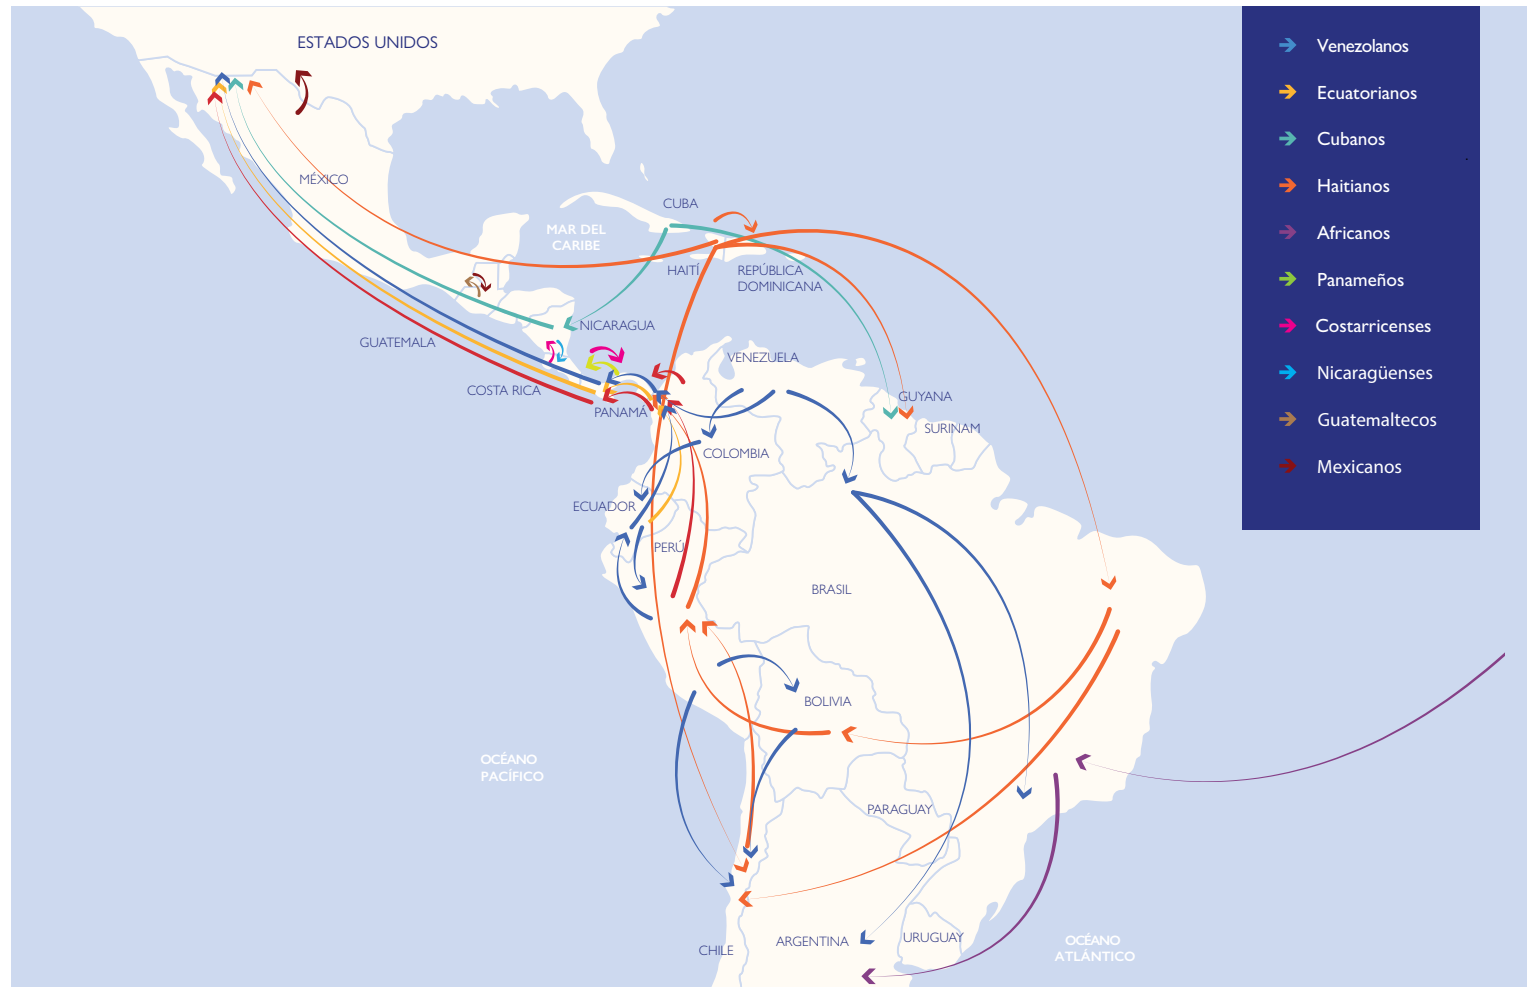 ESTADOS UNIDOS
MÉXICO
CUBA
MAR DEL
CARIBE
HAITÍ
REPÚBLICA
DOMINICANA
NICARAGUA
GUATEMALA
VENEZUELA
COSTA RICA
PANAMÁ
GUYANA
SURINAM
COLOMBIA
ECUADOR
PERÚ
BRASIL
BOLIVIA
OCÉANO
PACÍFICO
PARAGUAY
CHILE
ARGENTINA
URUGUAY
OCÉANO
ATLÁNTICO
Venezolanos
Ecuatorianos
Cubanos
Haitianos
Africanos
Panameños
Costarricenses
Nicaragüenses
Guatemaltecos
Mexicanos